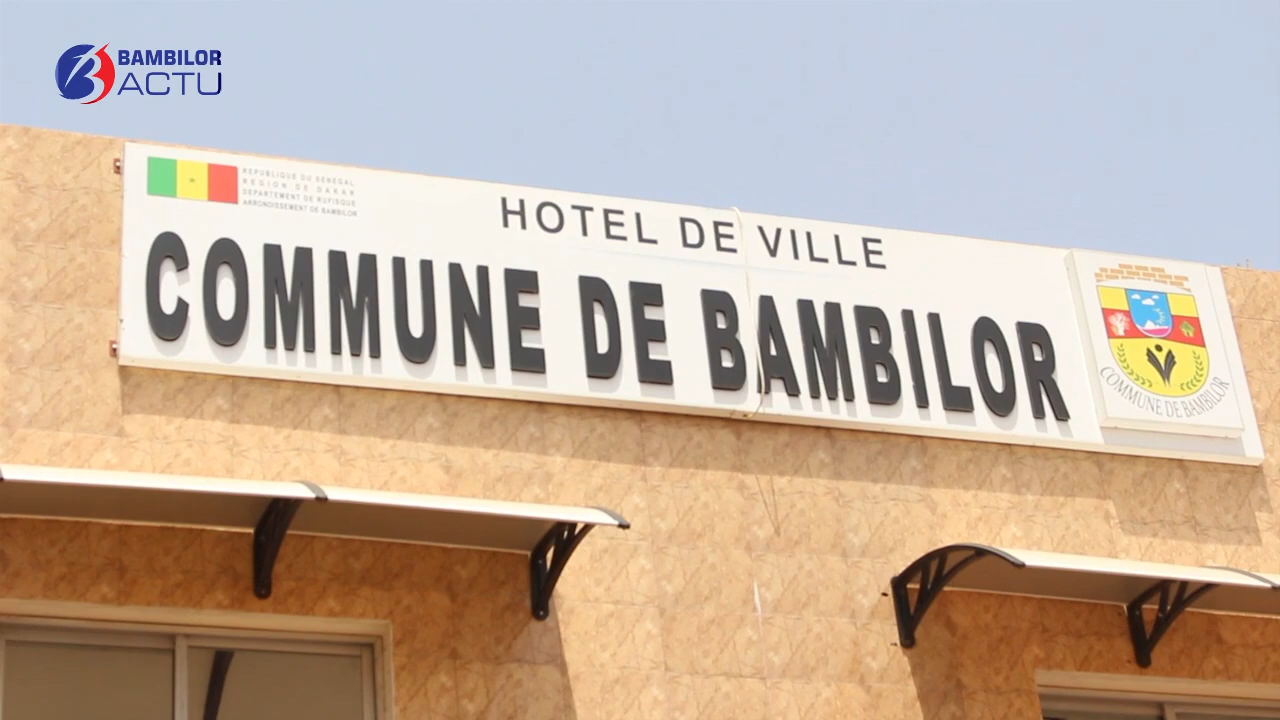 BAMBILOR
ACTU
REPUBLIQUE DU SENEGAL
REGION DE DAKAR
DEPARTEMENT DE RUFISQUE
ARRONDISSEMENT DE BAMBILOR
HOTEL DE VILLE
COMMUNE DE BAMBILOR
COMMUNE DE BAMBILOR